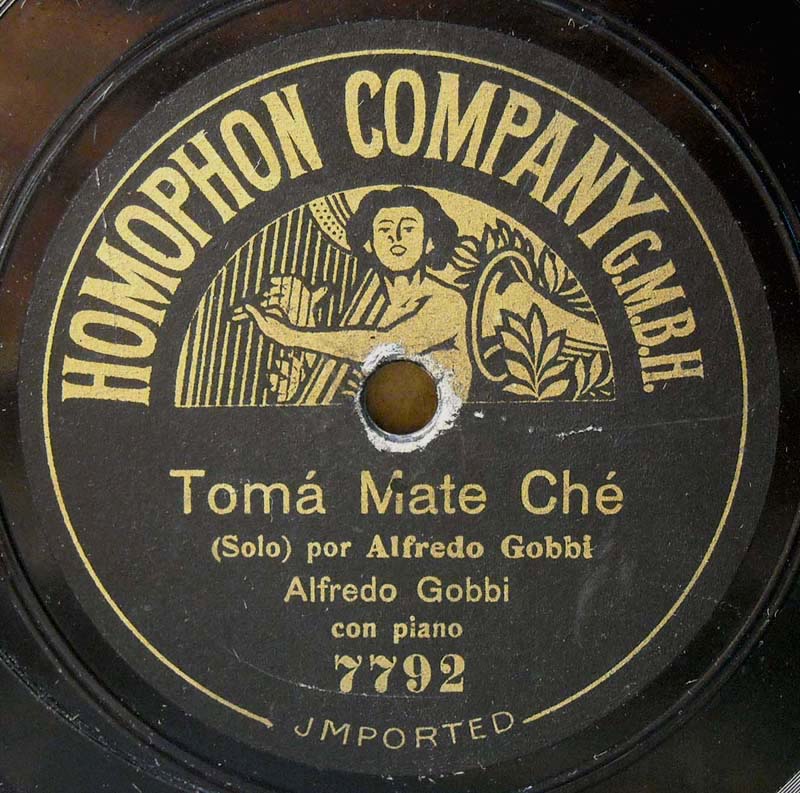 HOMOPHON COMPANY G.M.B.H.
Tomá Mate Ché
(Solo) por Alfredo Gobbi
Alfredo Gobbi
con piano
7792
JMPORTED